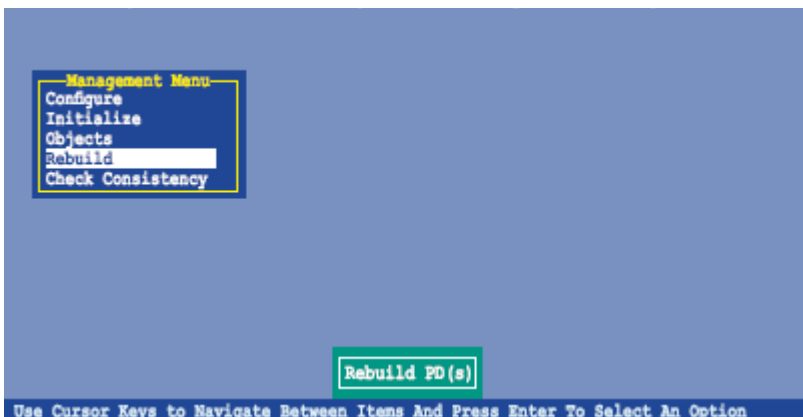 Management Menu
Configure
Initialize
Objects
Rebuild
Check Consistency
Rebuild PD(s)
Use Cursor Keys to Navigate Between Items And Press Enter To Select An Option